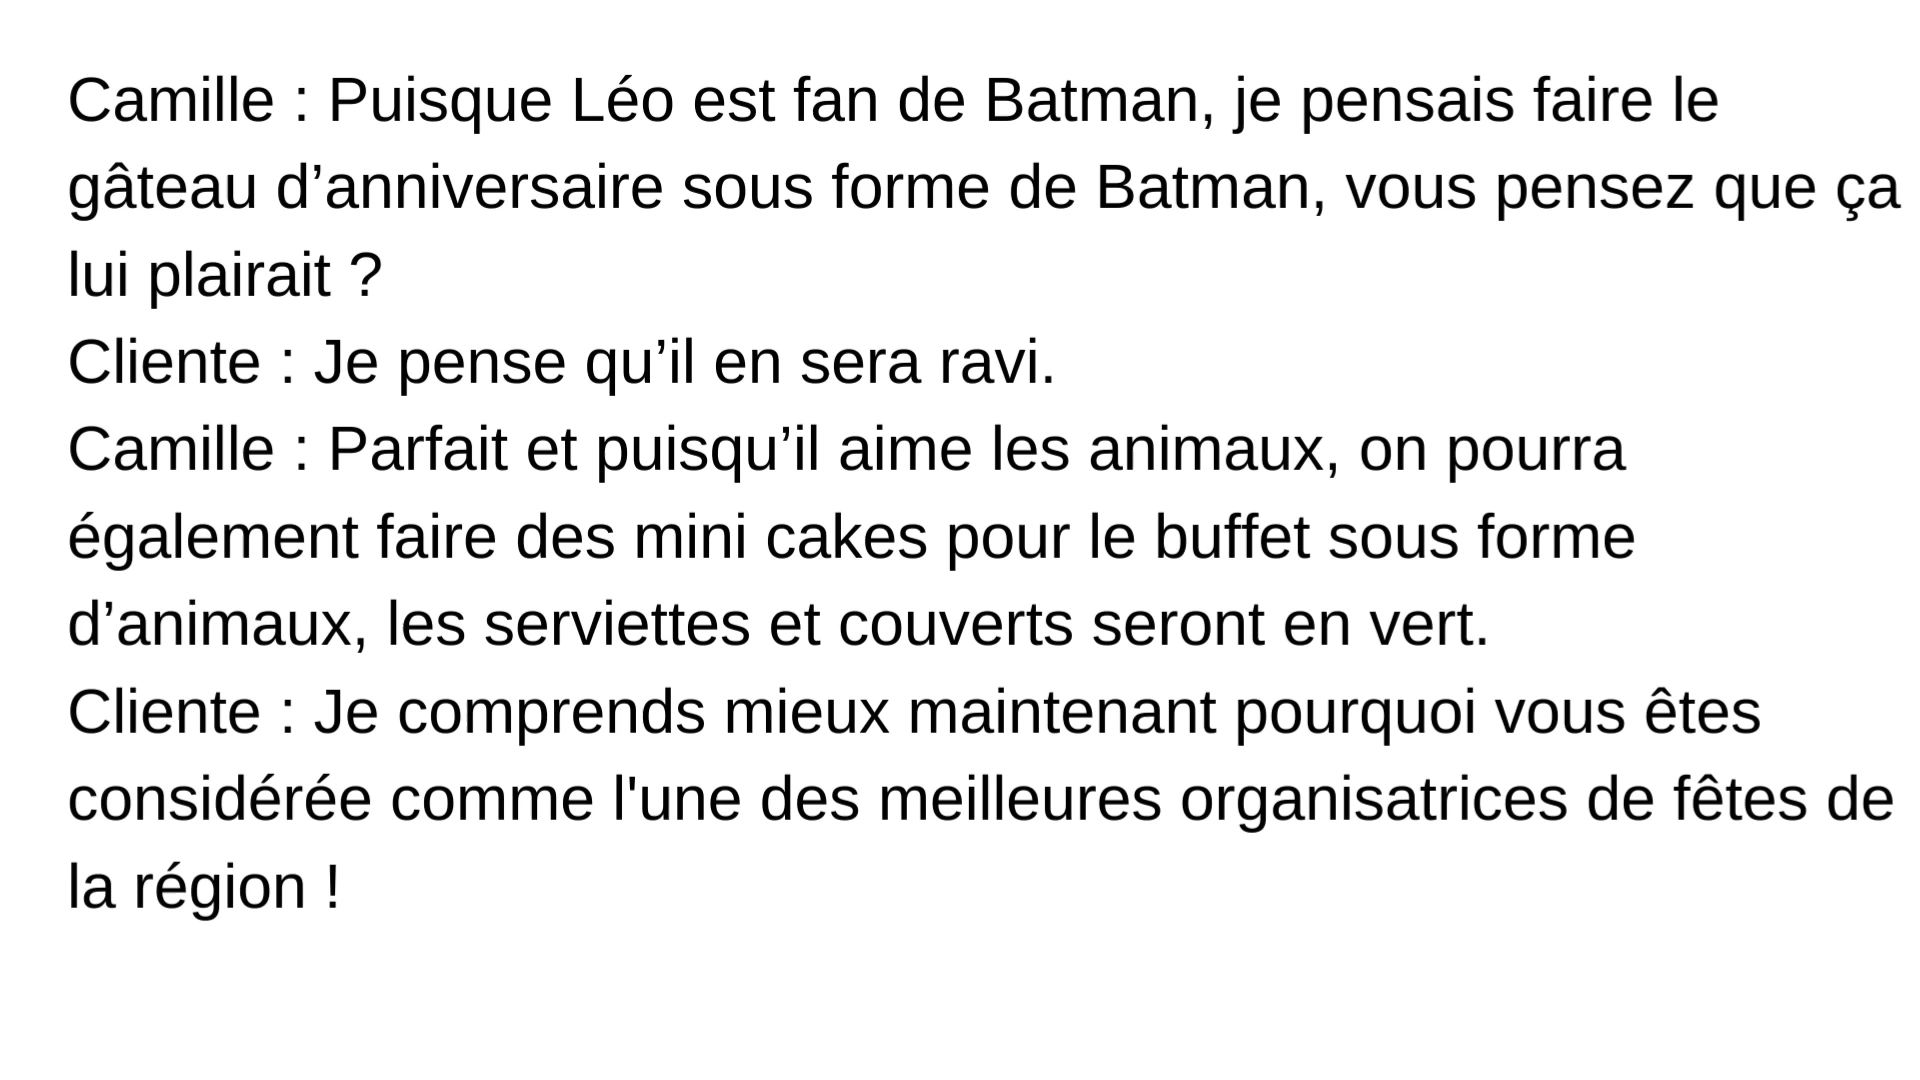 Camille : Puisque Léo est fan de Batman, je pensais faire le
gâteau d’anniversaire sous forme de Batman, vous pensez que ça
lui plairait ?
Cliente : Je pense qu’il en sera ravi.
Camille : Parfait et puisqu’il aime les animaux, on pourra
également faire des mini cakes pour le buffet sous forme
d’animaux, les serviettes et couverts seront en vert.
Cliente : Je comprends mieux maintenant pourquoi vous êtes
considérée comme l'une des meilleures organisatrices de fêtes de
la région !